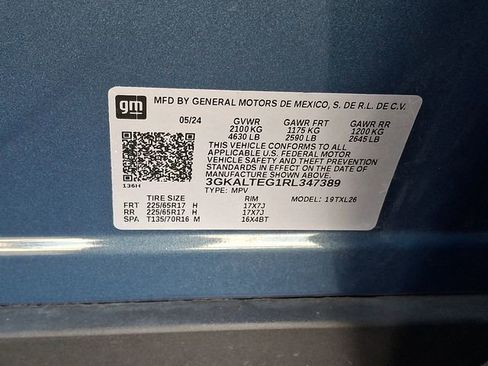 gm
MFD BY GENERAL MOTORS DE MEXICO, S. DE R.L. DE C.V.
05/24 GVWR GAWR FRT GAWR RR
2100 KG 1175 KG 1200 KG
4630 LB 2590 LB 2645 LB
THIS VEHICLE CONFORMS TO ALL
APPLICABLE U.S. FEDERAL MOTOR
VEHICLE SAFETY AND THEFT PREVENTION
STANDARDS IN EFFECT ON THE DATE OF
MANUFACTURE SHOWN ABOVE.
136H 3GKALTEG1RL347389
TYPE: MPV
TIRE SIZE RIM MODEL: 19TXL26
FRT 225/65R17 H 17X7J
RR 225/65R17 H 17X7J
SPA T135/70R16 M 16X4BT